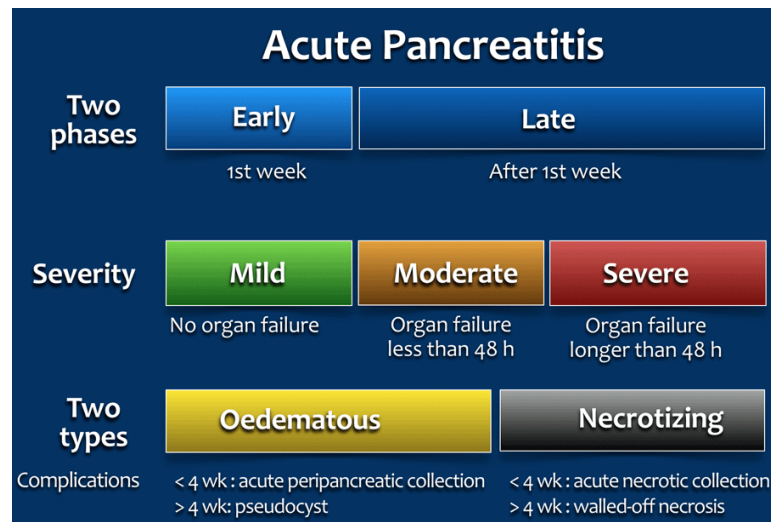 Acute Pancreatitis
Two
phases
Early
Late
1st week
After 1st week
Severity
Mild
Moderate
Severe
No organ failure
Organ failure
less than 48 h
Organ failure
longer than 48 h
Two
types
Oedematous
Necrotizing
Complications
< 4 wk : acute peripancreatic collection
> 4 wk: pseudocyst
< 4 wk : acute necrotic collection
> 4 wk: walled-off necrosis